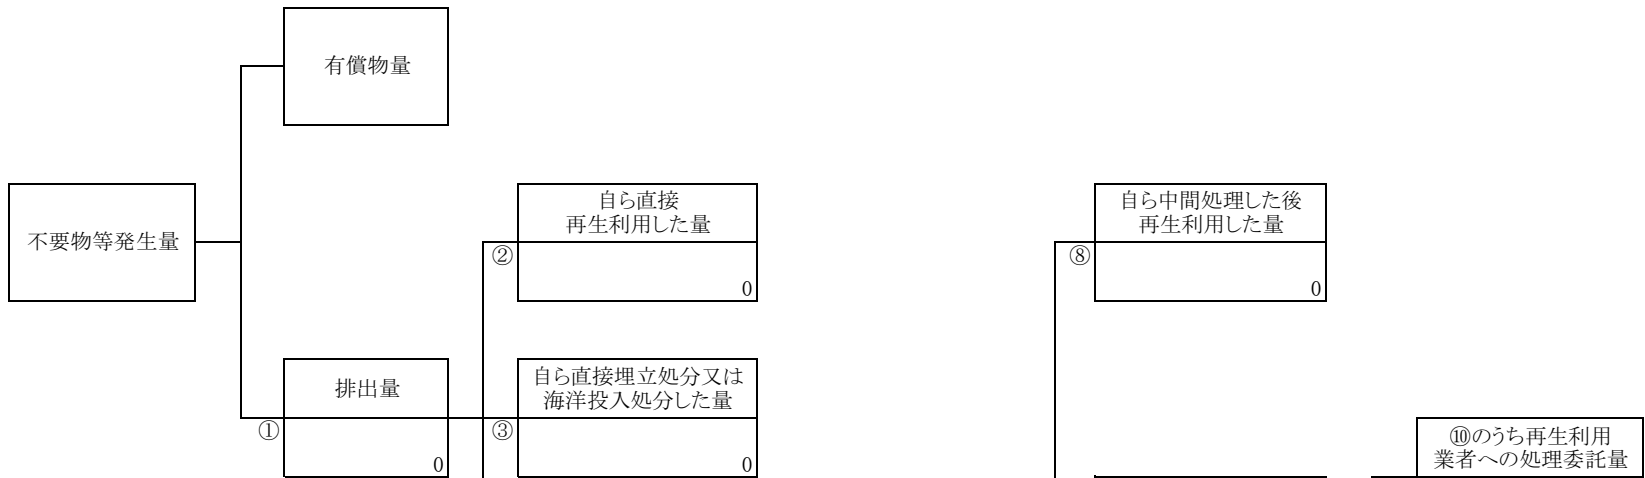 有償物量
不要物等発生量
自ら直接
再生利用した量
②
0
自ら中間処理した後
再生利用した量
⑧
0
排出量
①
0
自ら直接埋立処分又は
海洋投入処分した量
③
0
⑩のうち再生利用
業者への処理委託量